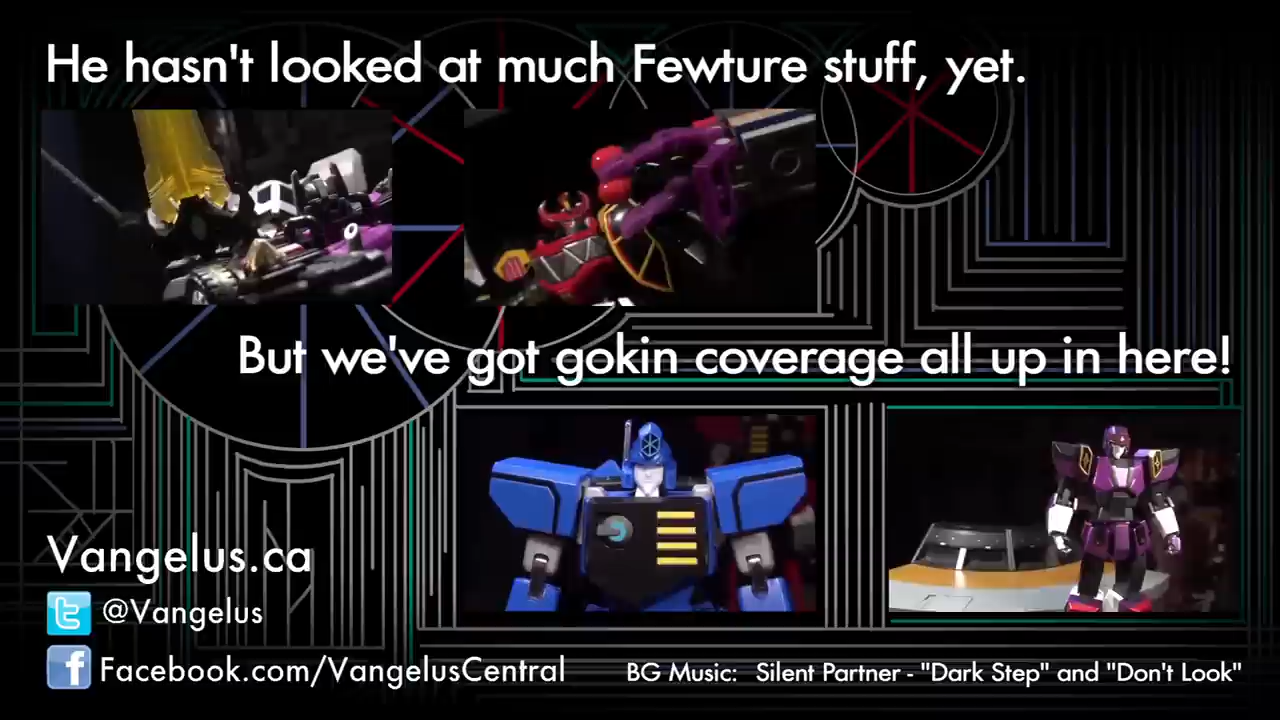 He hasn't looked at much Fewture stuff, yet.
But we've got gokin coverage all up in here!
Vangelus.ca
@Vangelus
Facebook.com/VangelusCentral
BG Music: Silent Partner - "Dark Step" and "Don't Look"